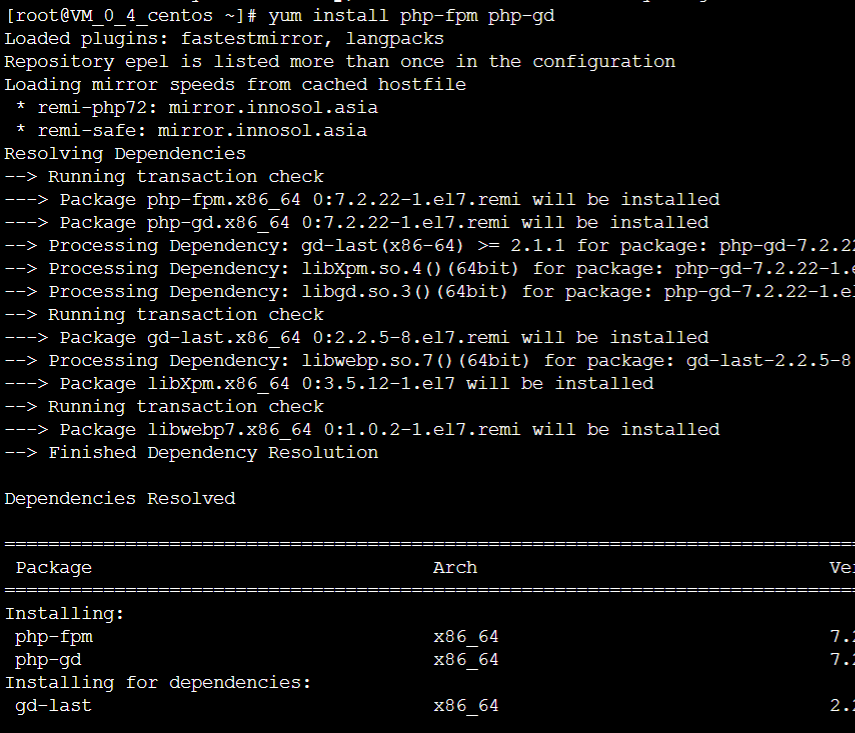 [root@VM_0_4_centos ~]# yum install php-fpm php-gd
Loaded plugins: fastestmirror, langpacks
Repository epel is listed more than once in the configuration
Loading mirror speeds from cached hostfile
 * remi-php72: mirror.innosol.asia
 * remi-safe: mirror.innosol.asia
Resolving Dependencies
--> Running transaction check
---> Package php-fpm.x86_64 0:7.2.22-1.el7.remi will be installed
---> Package php-gd.x86_64 0:7.2.22-1.el7.remi will be installed
--> Processing Dependency: gd-last(x86-64) >= 2.1.1 for package: php-gd-7.2.22
--> Processing Dependency: libXpm.so.4()(64bit) for package: php-gd-7.2.22-1.e
--> Processing Dependency: libgd.so.3()(64bit) for package: php-gd-7.2.22-1.el
--> Running transaction check
---> Package gd-last.x86_64 0:2.2.5-8.el7.remi will be installed
--> Processing Dependency: libwebp.so.7()(64bit) for package: gd-last-2.2.5-8
---> Package libXpm.x86_64 0:3.5.12-1.el7 will be installed
--> Running transaction check
---> Package libwebp7.x86_64 0:1.0.2-1.el7.remi will be installed
--> Finished Dependency Resolution

Dependencies Resolved

================================================================================
 Package Arch Ver
================================================================================
Installing:
 php-fpm x86_64 7.2
 php-gd x86_64 7.2
Installing for dependencies:
 gd-last x86_64 2.2